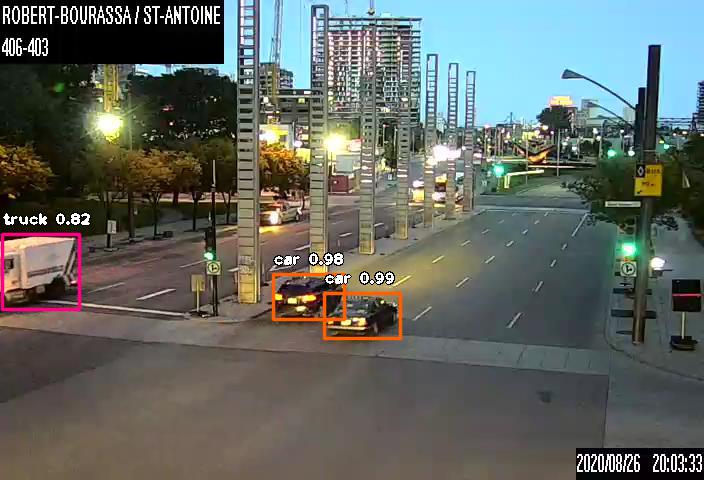 ROBERT-BOURASSA / ST-ANTOINE
406-403
truck 0.82
car 0.98
car 0.99
BUS
2020/08/26 20:03:33